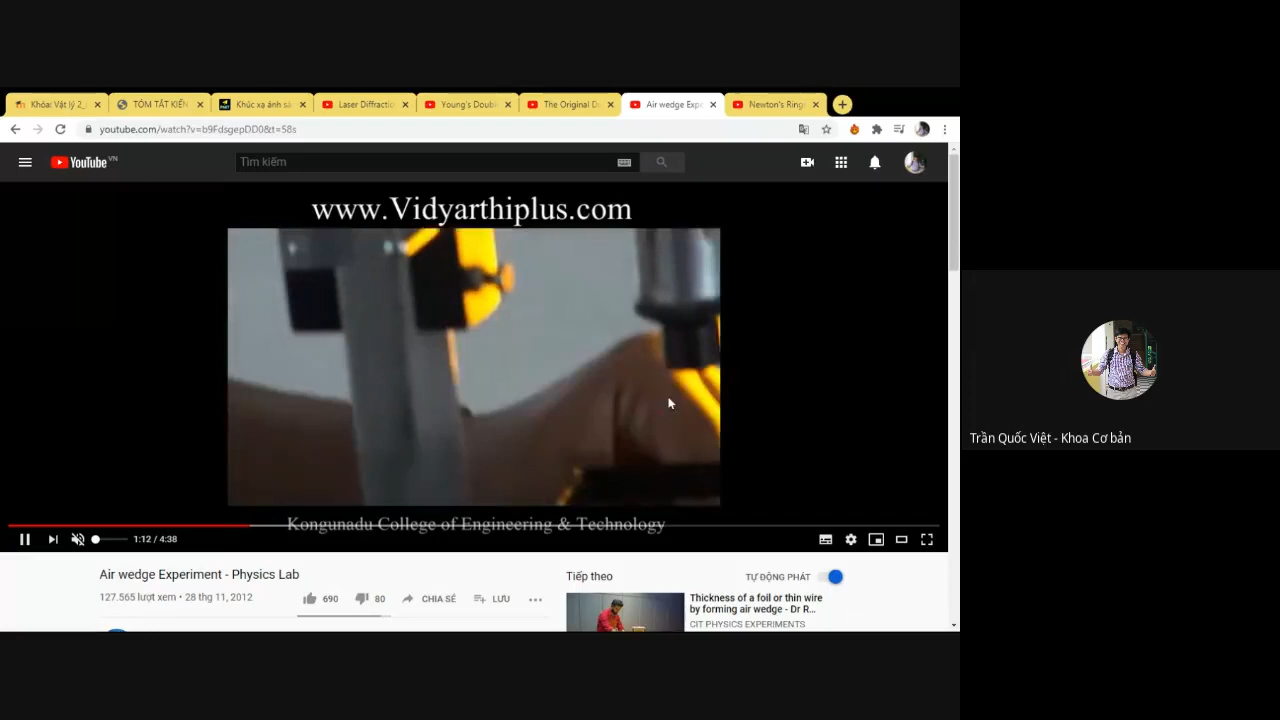 Khóa: Vật lý 2_
TÓM TẮT KIẾN
Khúc xạ ánh sá
Laser Diffractio
Young's Doubl
The Original D
Air wedge Expe
Newton's Rings
youtube.com/watch?v=b9FdsgepDD0&t=58s
YouTube VN
Tìm kiếm
www.Vidyarthiplus.com
Kongunadu College of Engineering & Technology
1:12 / 4:38
Air wedge Experiment - Physics Lab
127.565 lượt xem • 28 thg 11, 2012
690
80
CHIA SẺ
LƯU
Tiếp theo
TỰ ĐỘNG PHÁT
Thickness of a foil or thin wire
by forming air wedge - Dr R...
CIT PHYSICS EXPERIMENTS
Trần Quốc Việt - Khoa Cơ bản